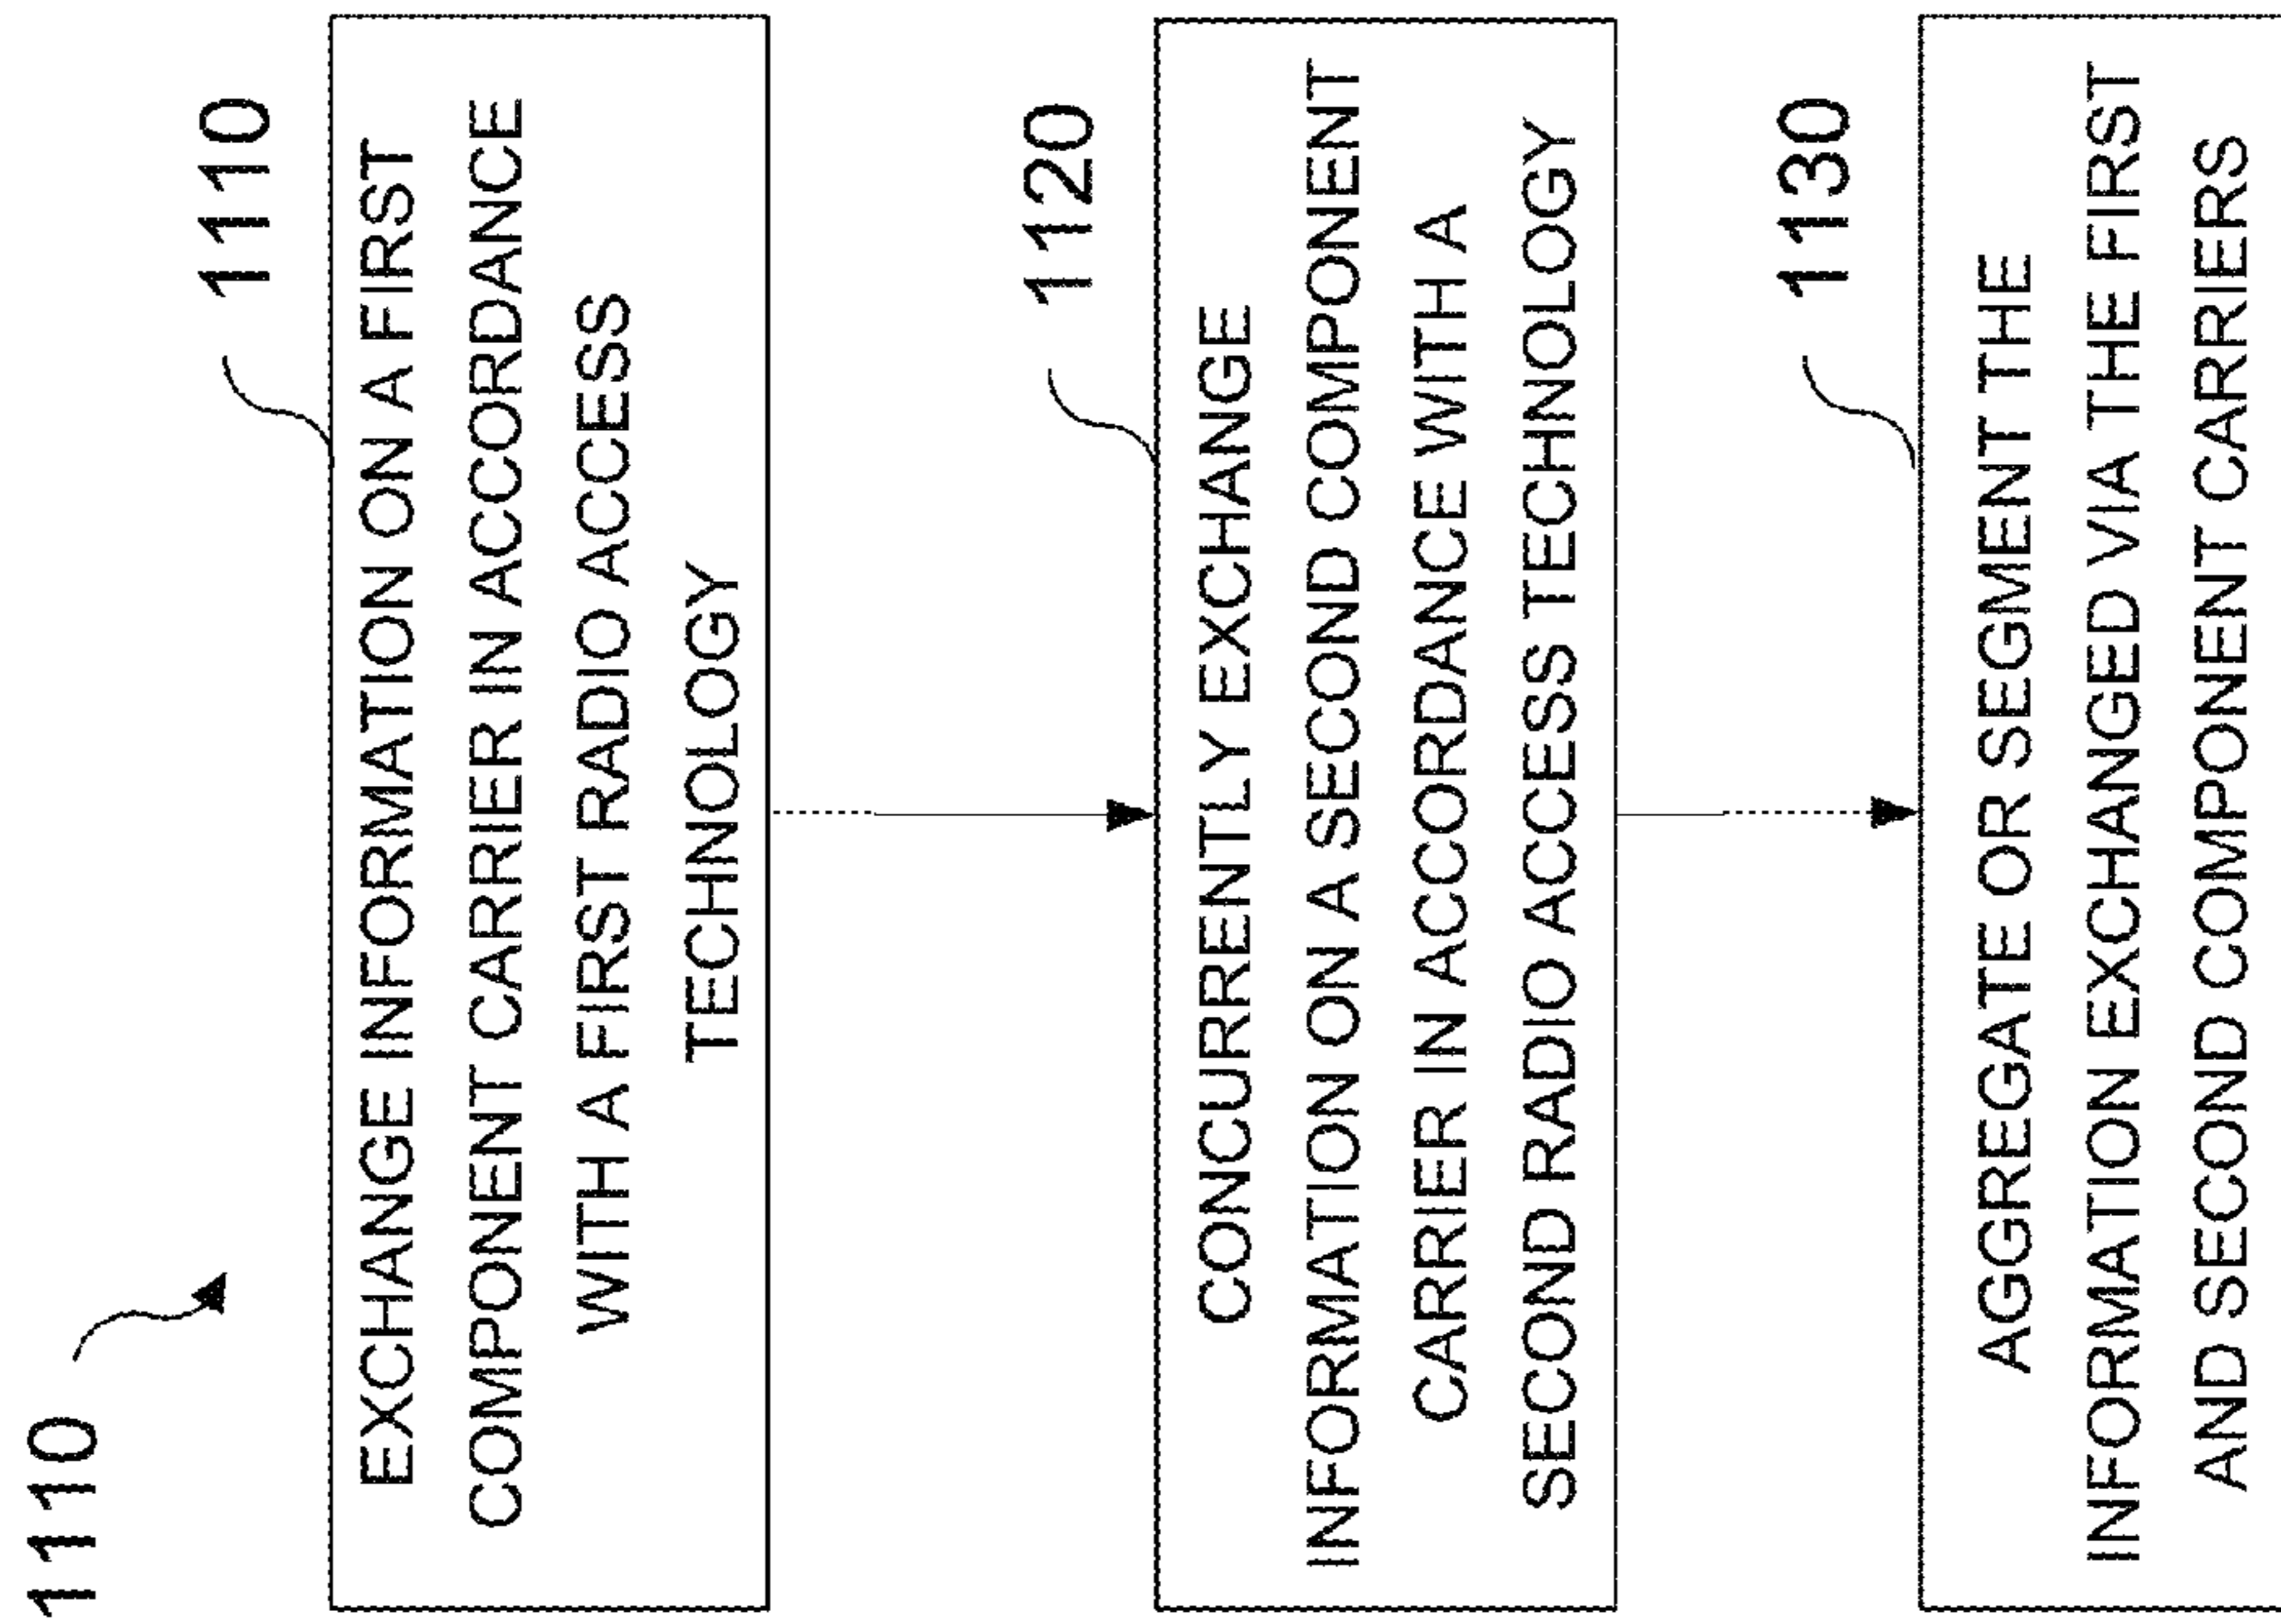 1110
1110
EXCHANGE INFORMATION ON A FIRST
COMPONENT CARRIER IN ACCORDANCE
WITH A FIRST RADIO ACCESS
TECHNOLOGY
1120
CONCURRENTLY EXCHANGE
INFORMATION ON A SECOND COMPONENT
CARRIER IN ACCORDANCE WITH A
SECOND RADIO ACCESS TECHNOLOGY
1130
AGGREGATE OR SEGMENT THE
INFORMATION EXCHANGED VIA THE FIRST
AND SECOND COMPONENT CARRIERS